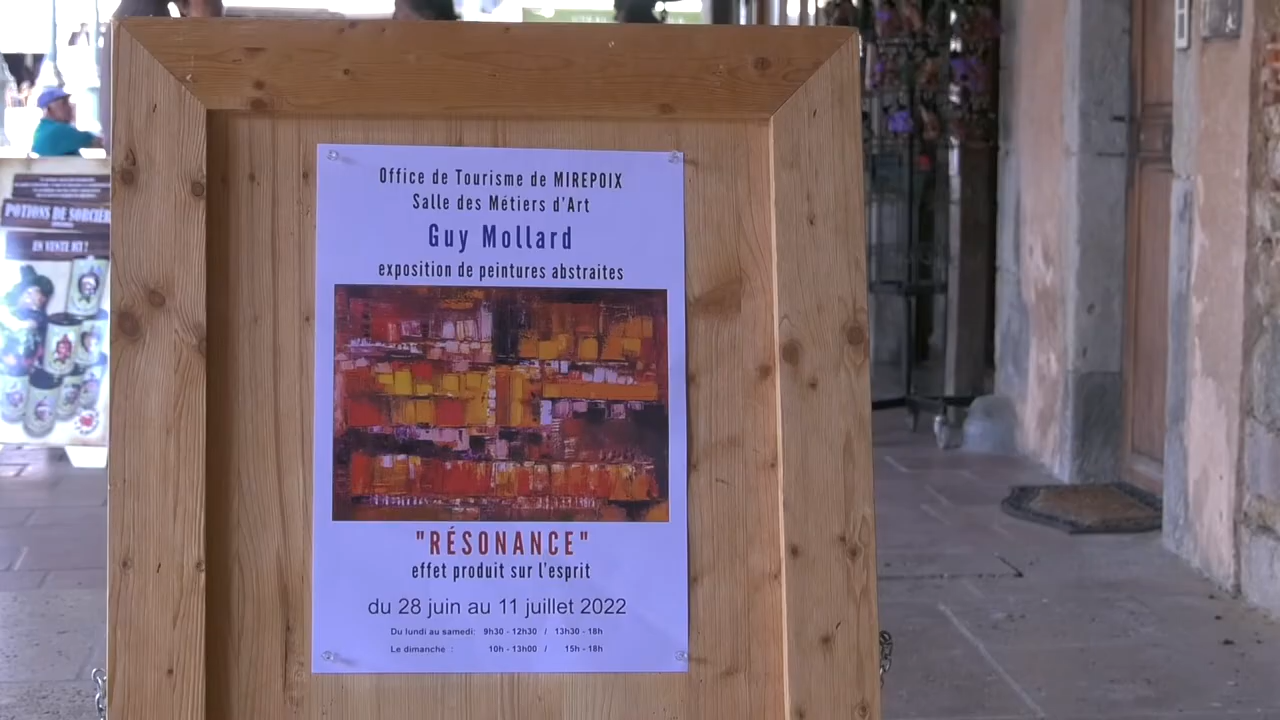 Office de Tourisme de MIREPOIX
Salle des Métiers d'Art
Guy Mollard
exposition de peintures abstraites
"RÉSONANCE"
effet produit sur l'esprit
du 28 juin au 11 juillet 2022
Du lundi au samedi: 9h30 - 12h30 / 13h30 - 18h
Le dimanche : 10h - 13h00 / 15h - 18h
POTIONS DE SORCIÈR
EN VENTE ICI !